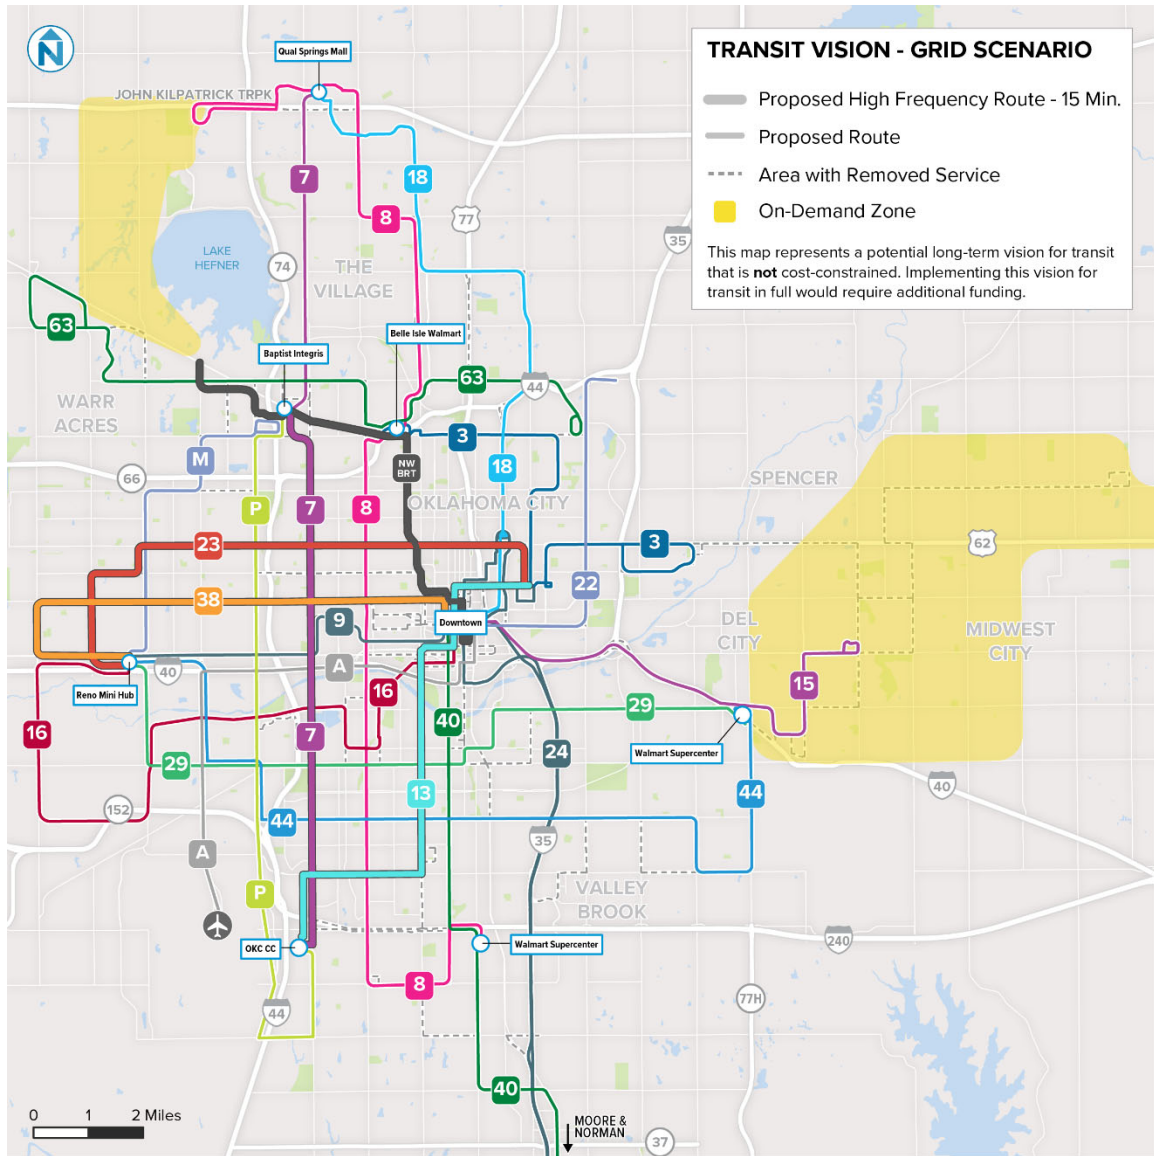 N
Qual Springs Mall
TRANSIT VISION - GRID SCENARIO
Proposed High Frequency Route - 15 Min.
Proposed Route
Area with Removed Service
On-Demand Zone
This map represents a potential long-term vision for transit
that is not cost-constrained. Implementing this vision for
transit in full would require additional funding.
JOHN KILPATRICK TRPK
7
18
8
77
35
LAKE
HEFNER
74
THE
VILLAGE
63
Belle Isle Walmart
Baptist Integris
63
44
WARR
ACRES
3
M
NW
BRT
18
66
SPENCER
P
7
8
OKLAHOMA CITY
23
3
62
38
22
9
Downtown
DEL
CITY
MIDWEST
CITY
A
40
Reno Mini Hub
16
15
16
7
40
29
24
Walmart Supercenter
29
13
44
40
152
44
35
A
P
VALLEY
BROOK
OKC CC
Walmart Supercenter
240
8
77H
44
40
0 1 2 Miles
MOORE &
NORMAN
37